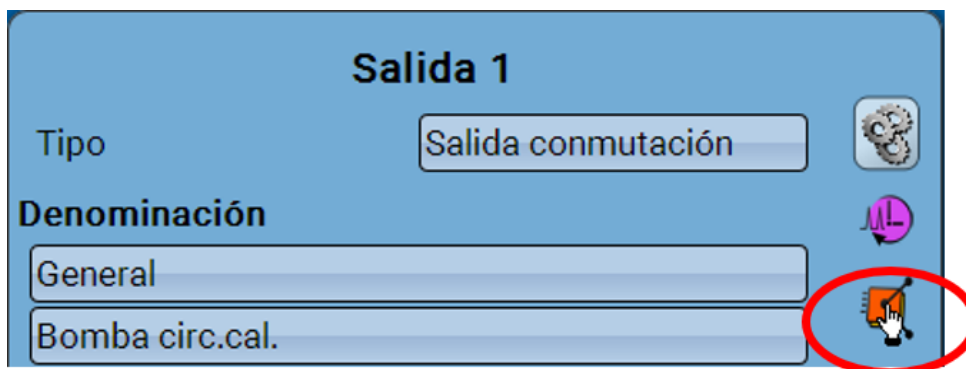 Salida 1
Tipo Salida conmutación
Denominación
General
Bomba circ.cal.